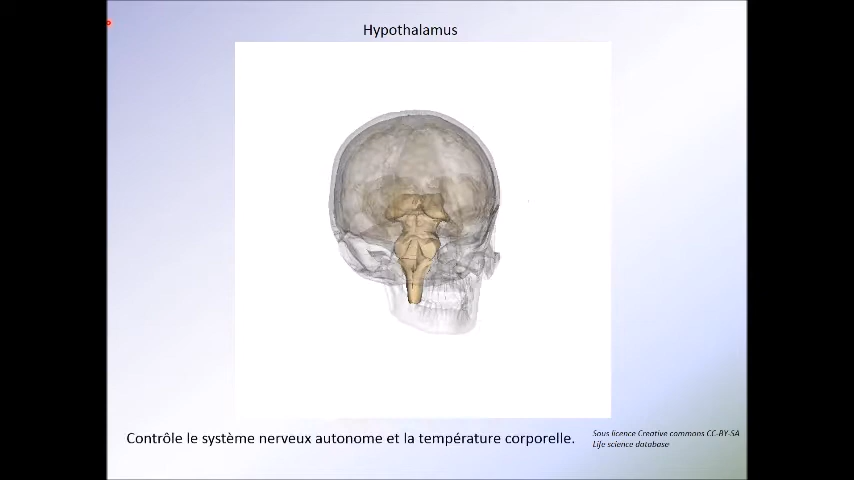 Hypothalamus
Contrôle le système nerveux autonome et la température corporelle.
Sous licence Creative commons CC-BY-SA
Life science database